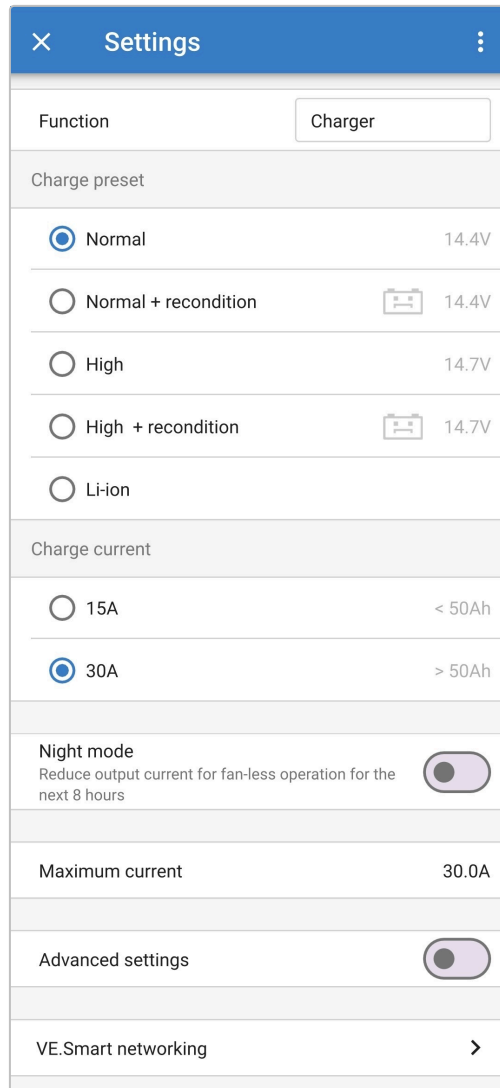 Settings
Function Charger
Charge preset
Normal 14.4V
Normal + recondition 14.4V
High 14.7V
High + recondition 14.7V
Li-ion
Charge current
15A < 50Ah
30A > 50Ah
Night mode
Reduce output current for fan-less operation for the
next 8 hours
Maximum current 30.0A
Advanced settings
VE.Smart networking